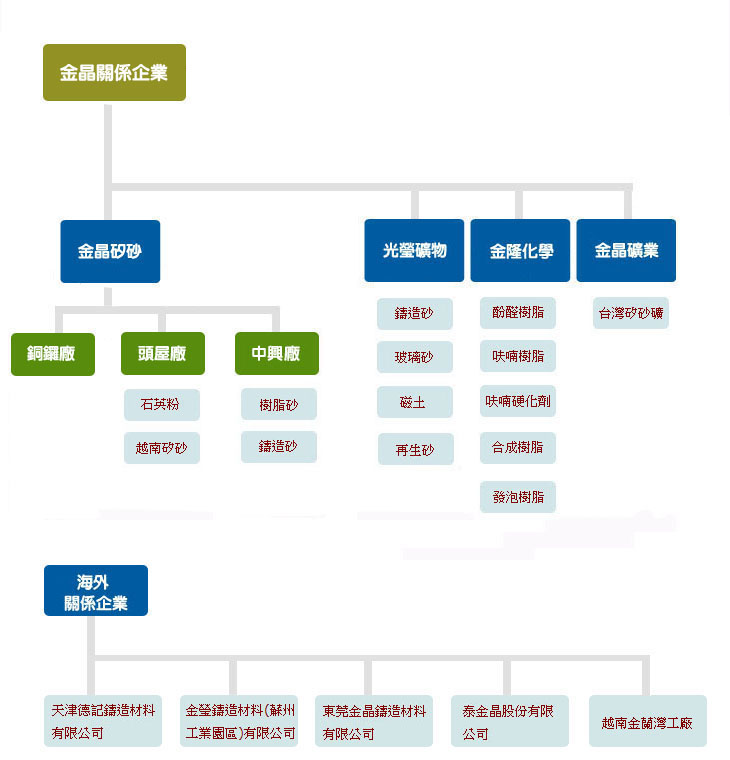 金晶關係企業
金晶矽砂
光瑩礦物
金隆化學
金晶礦業
銅鑼廠
頭屋廠
中興廠
石英粉
越南矽砂
樹脂砂
鑄造砂
鑄造砂
玻璃砂
磁土
再生砂
酚醛樹脂
呋喃樹脂
呋喃硬化劑
合成樹脂
發泡樹脂
台灣矽砂礦
海外
關係企業
天津德記鑄造材料
有限公司
金瑩鑄造材料(蘇州
工業園區)有限公司
東莞金晶鑄造材料
有限公司
泰金晶股份有限
公司
越南金蘭灣工廠